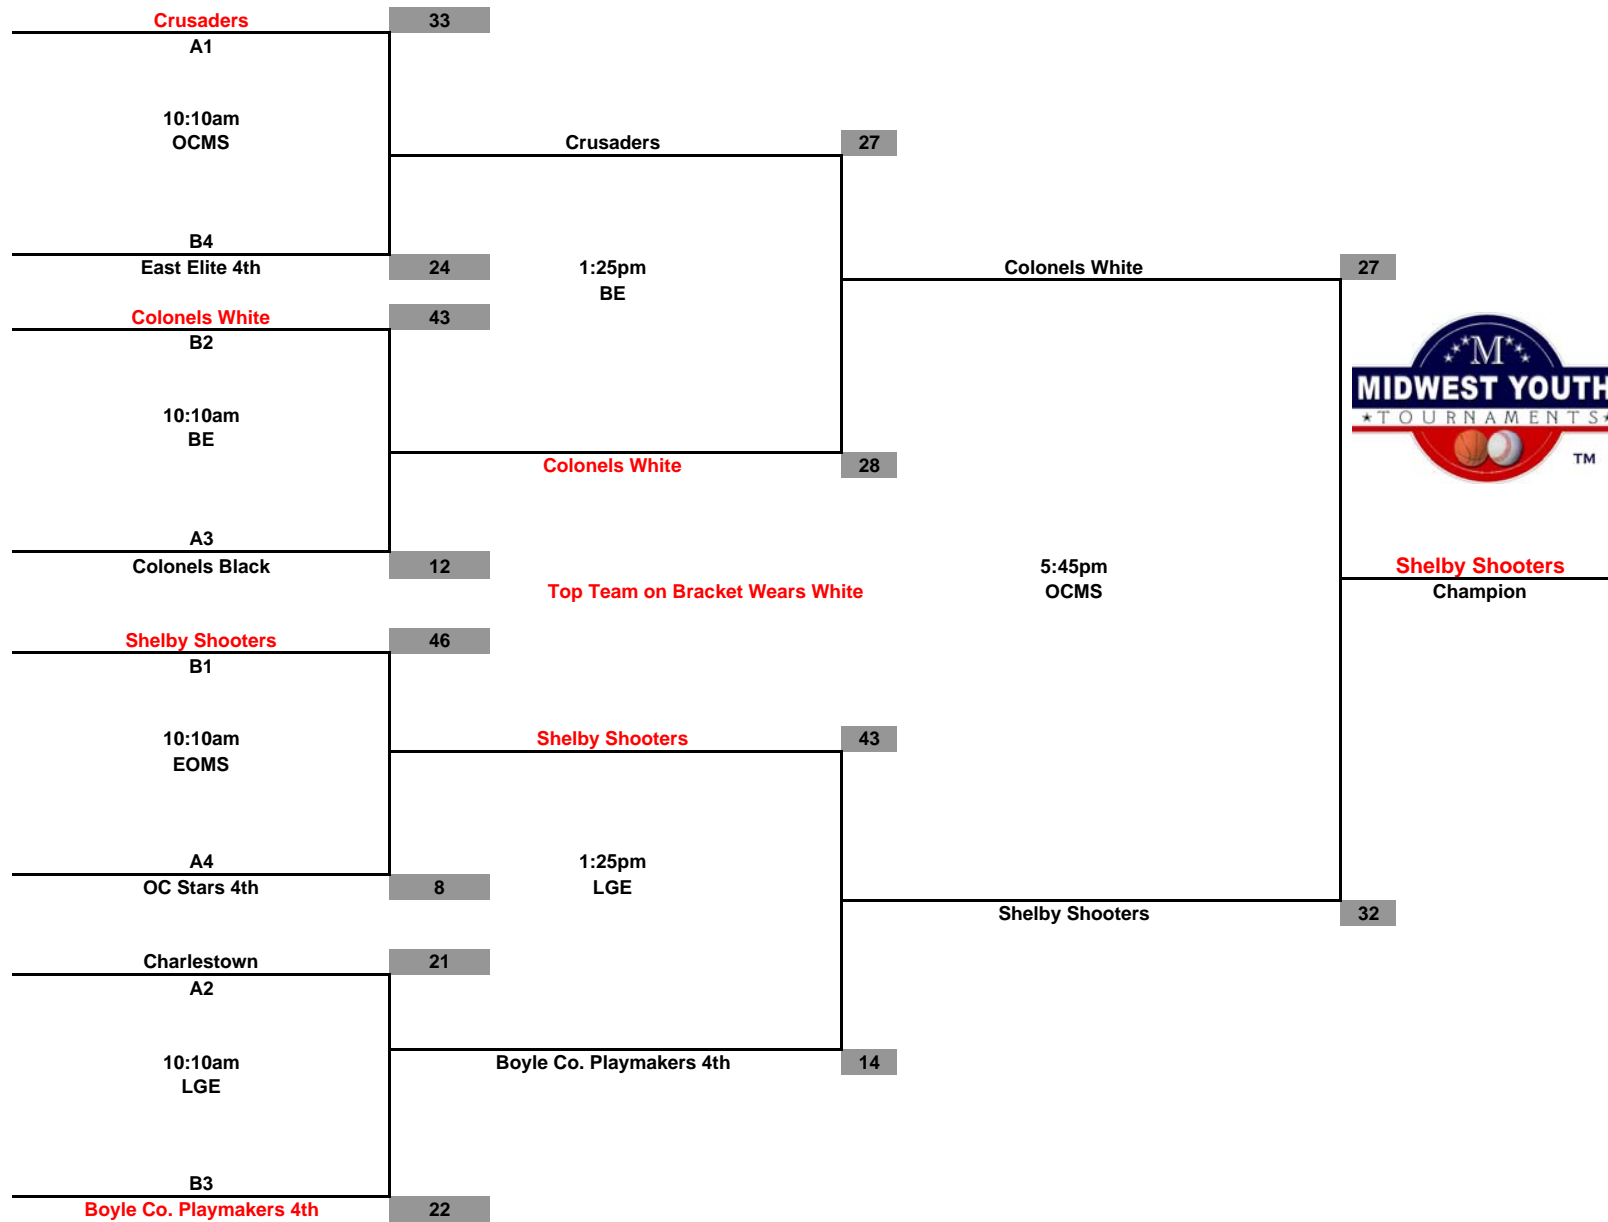 Crusaders 33
A1
10:10am
OCMS
Crusaders 27
B4
East Elite 4th 24
1:25pm
BE
Colonels White 27
Colonels White 43
B2
10:10am
BE
Colonels White 28
A3
Colonels Black 12
Top Team on Bracket Wears White
5:45pm
OCMS
M
MIDWEST YOUTH
TOURNAMENTS
TM
Shelby Shooters
Champion
Shelby Shooters 46
B1
10:10am
EOMS
Shelby Shooters 43
A4
OC Stars 4th 8
1:25pm
LGE
Shelby Shooters 32
Charlestown 21
A2
10:10am
LGE
Boyle Co. Playmakers 4th 14
B3
Boyle Co. Playmakers 4th 22